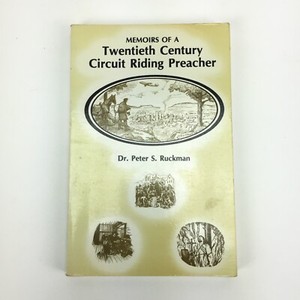 MEMOIRS OF A
Twentieth Century
Circuit Riding Preacher
Dr. Peter S. Ruckman